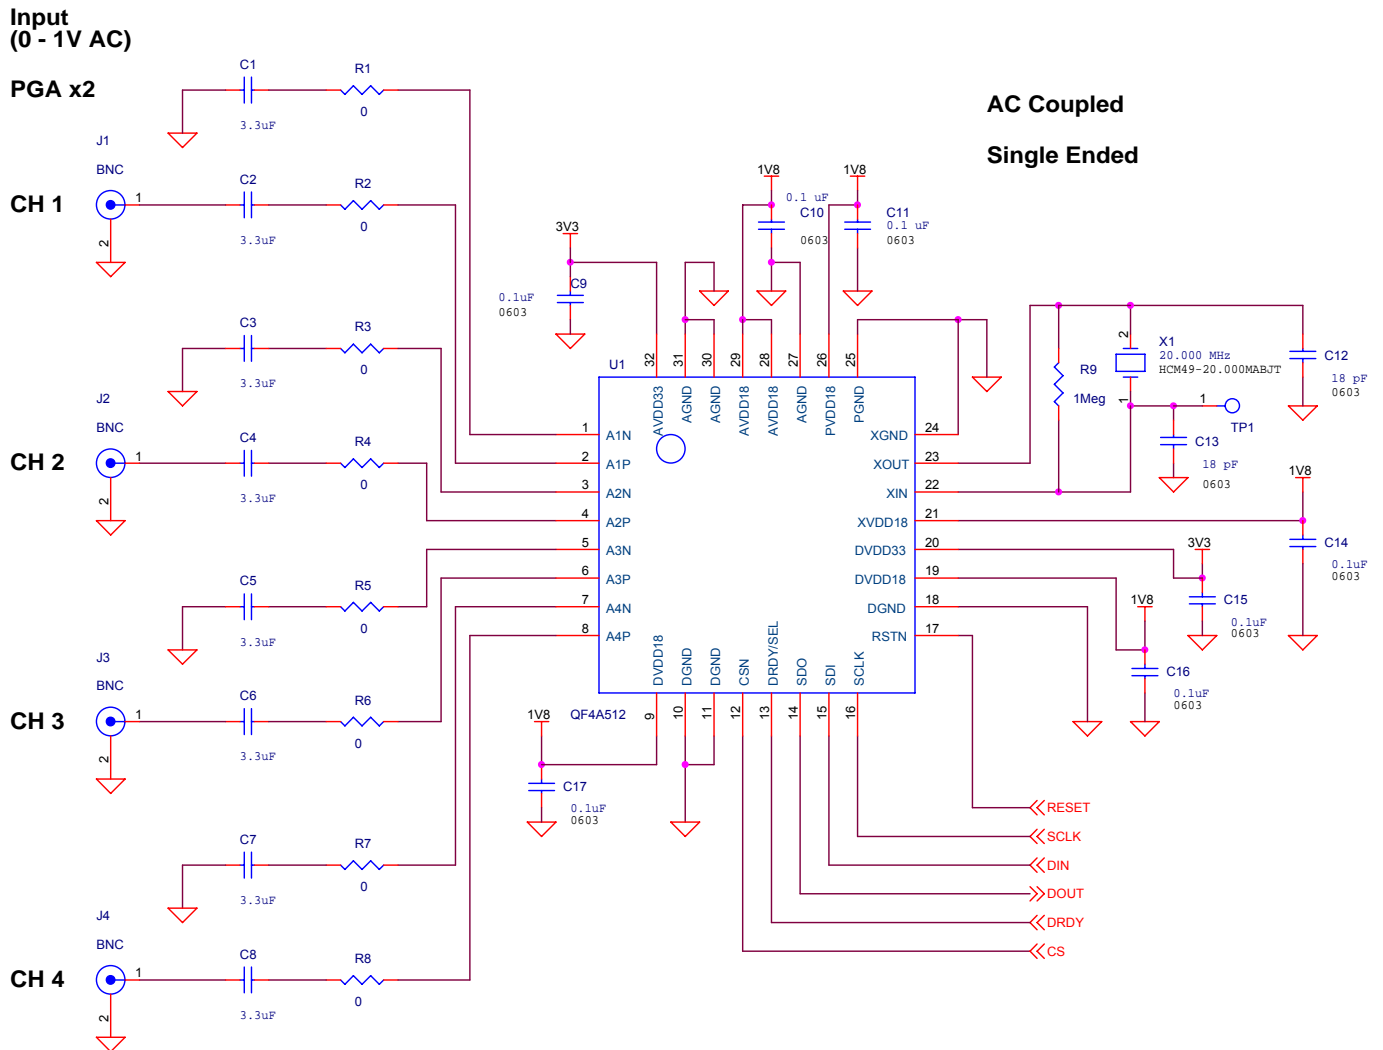 Input
(0 - 1V AC)
PGA x2
AC Coupled
Single Ended
C1
R1
3.3uF
0
J1
BNC
CH 1
1
2
C2
R2
3.3uF
0
C3
R3
3.3uF
0
J2
BNC
CH 2
1
2
C4
R4
3.3uF
0
C5
R5
3.3uF
0
J3
BNC
CH 3
1
2
C6
R6
3.3uF
0
C7
R7
3.3uF
0
J4
BNC
CH 4
1
2
C8
R8
3.3uF
0
3V3
C9
0.1uF
0603
1V8
0.1 uF
C10
0603
1V8
C11
0.1 uF
0603
U1
32
31
30
29
28
27
26
25
AVDD33
AGND
AGND
AVDD18
AVDD18
AGND
PVDD18
PGND
1 A1N
2 A1P
3 A2N
4 A2P
5 A3N
6 A3P
7 A4N
8 A4P
XGND 24
XOUT 23
XIN 22
XVDD18 21
DVDD33 20
DVDD18 19
DGND 18
RSTN 17
DVDD18
DGND
DGND
CSN
DRDY/SEL
SDO
SDI
SCLK
9
10
11
12
13
14
15
16
QF4A512
R9
1Meg
2
1
X1
20.000 MHz
HCM49-20.000MABJT
C12
18 pF
0603
1
TP1
C13
18 pF
0603
1V8
C14
0.1uF
0603
3V3
C15
0.1uF
0603
1V8
C16
0.1uF
0603
1V8
C17
0.1uF
0603
RESET
SCLK
DIN
DOUT
DRDY
CS